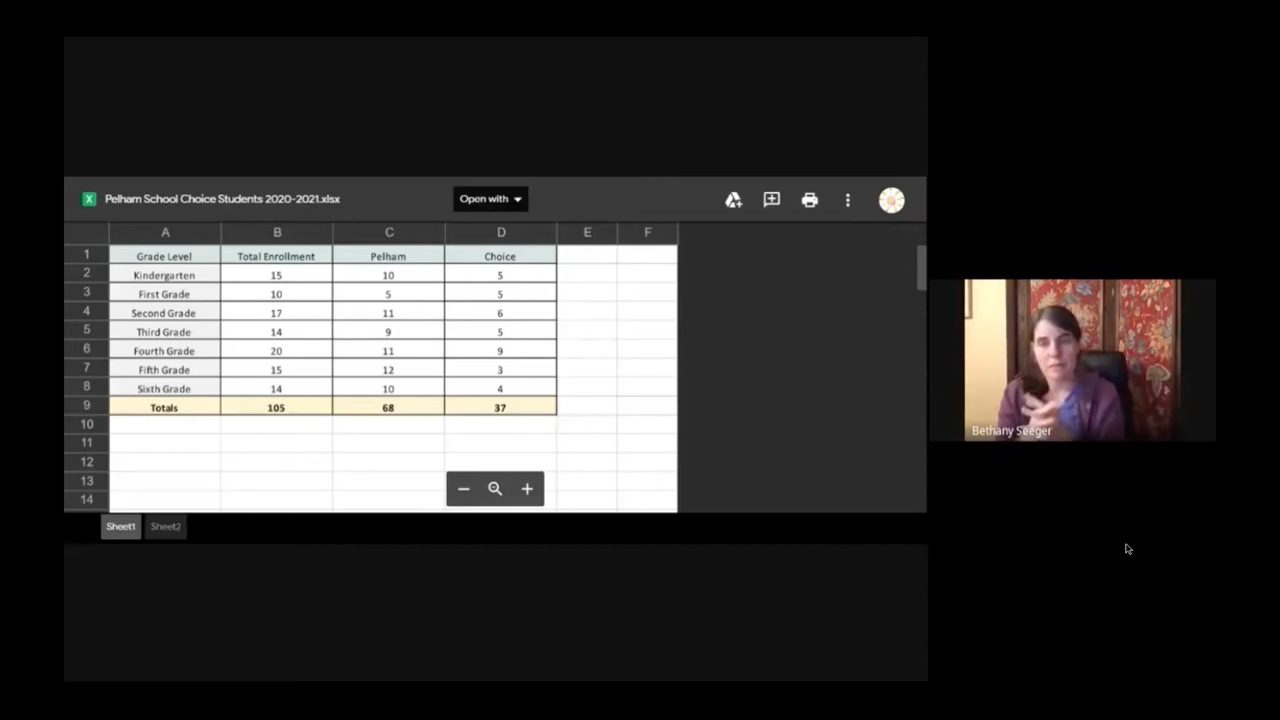 Pelham School Choice Students 2020-2021.xlsx
Open with
A B C D E F
1 Grade Level Total Enrollment Pelham Choice
2 Kindergarten 15 10 5
3 First Grade 10 5 5
4 Second Grade 17 11 6
5 Third Grade 14 9 5
6 Fourth Grade 20 11 9
7 Fifth Grade 15 12 3
8 Sixth Grade 14 10 4
9 Totals 105 68 37
10
11
12
13
14
Sheet1 Sheet2
Bethany Seeger